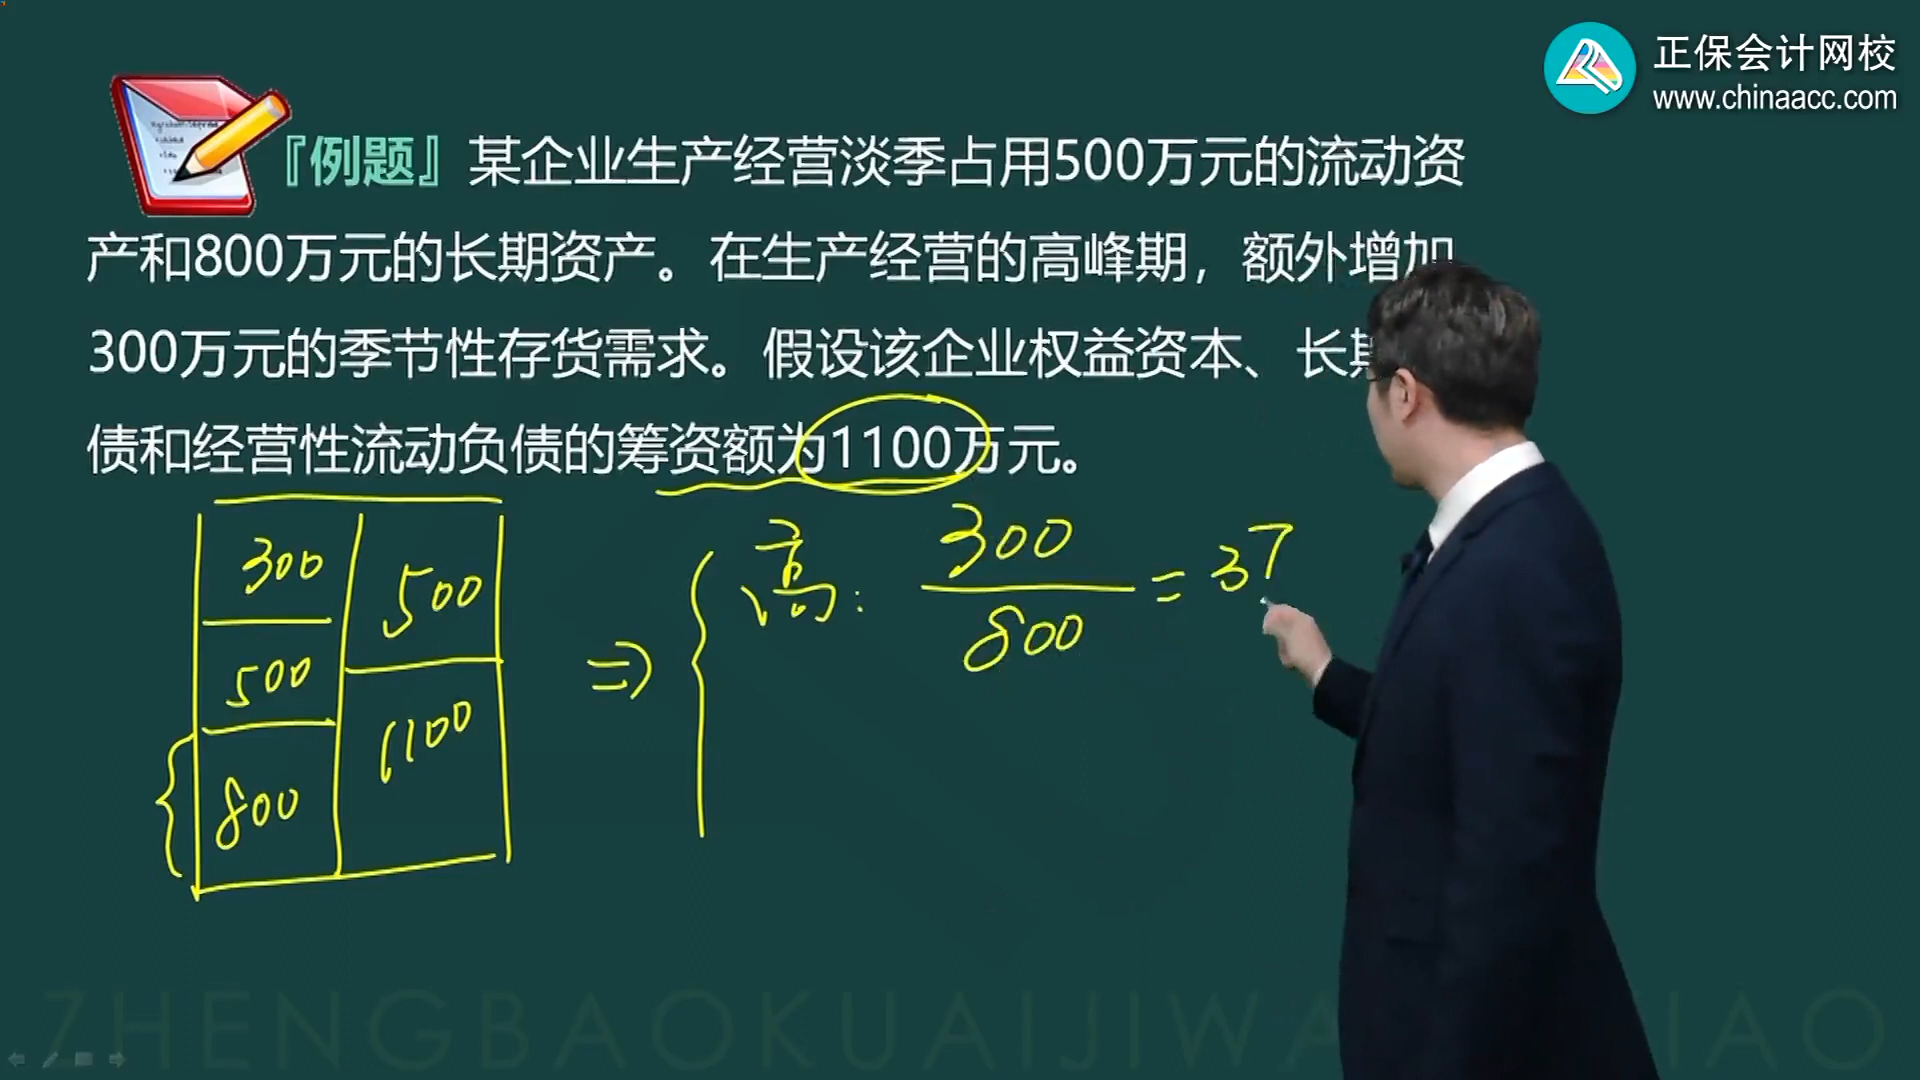 正保会计网校
www.chinaacc.com
『例题』某企业生产经营淡季占用500万元的流动资
产和800万元的长期资产。在生产经营的高峰期，额外增加
300万元的季节性存货需求。假设该企业权益资本、长期
债和经营性流动负债的筹资额为1100万元。
300
500
500
800
1100
⇒
高：300/800=37
ZHENGBAOKUAIJIWA IAO